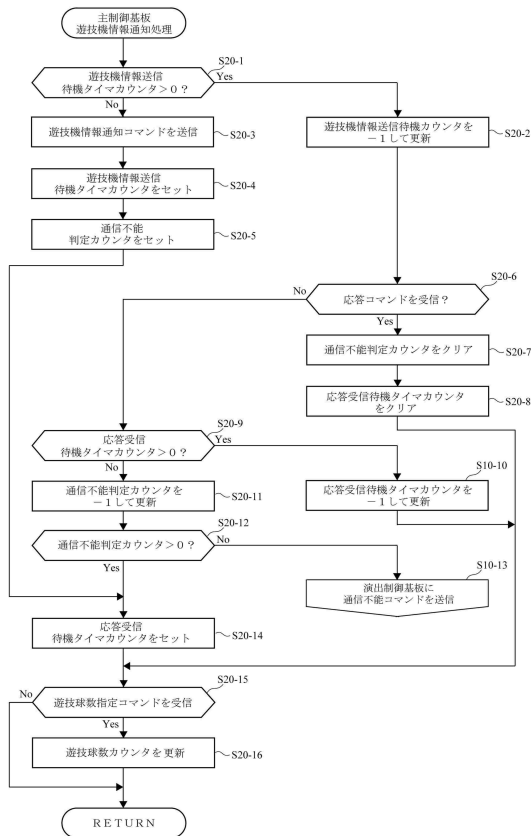 主制御基板
遊技機情報通知処理
S20-1
遊技機情報送信
待機タイマカウンタ＞０？
Yes
No
遊技機情報通知コマンドを送信
S20-3
遊技機情報送信待機カウンタを
－１して更新
S20-2
遊技機情報送信
待機タイマカウンタをセット
S20-4
通信不能
判定カウンタをセット
S20-5
S20-6
応答コマンドを受信？
No
Yes
通信不能判定カウンタをクリア
S20-7
応答受信待機タイマカウンタ
をクリア
S20-8
S20-9
応答受信
待機タイマカウンタ＞０？
Yes
No
S10-10
応答受信待機タイマカウンタを
－１して更新
通信不能判定カウンタを
－１して更新
S20-11
S20-12
通信不能判定カウンタ＞０？
No
Yes
S10-13
演出制御基板に
通信不能コマンドを送信
応答受信
待機タイマカウンタをセット
S20-14
S20-15
遊技球数指定コマンドを受信
No
Yes
遊技球数カウンタを更新
S20-16
ＲＥＴＵＲＮ